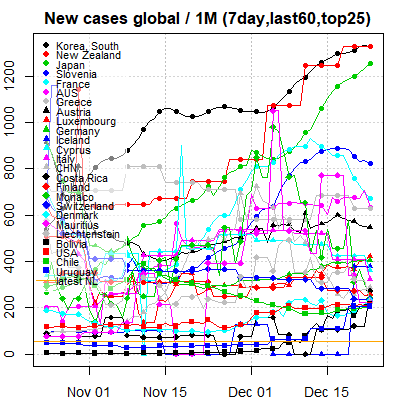 New cases global / 1M (7day,last60,top25)
Korea, South
New Zealand
Japan
Slovenia
France
AUS
Greece
Austria
Luxembourg
Germany
Iceland
Cyprus
Italy
CHN
Costa Rica
Finland
Monaco
Switzerland
Denmark
Mauritius
Liechtenstein
Bolivia
USA
Chile
Uruguay
latest NL
0
200
400
600
800
1000
1200
Nov 01
Nov 15
Dec 01
Dec 15